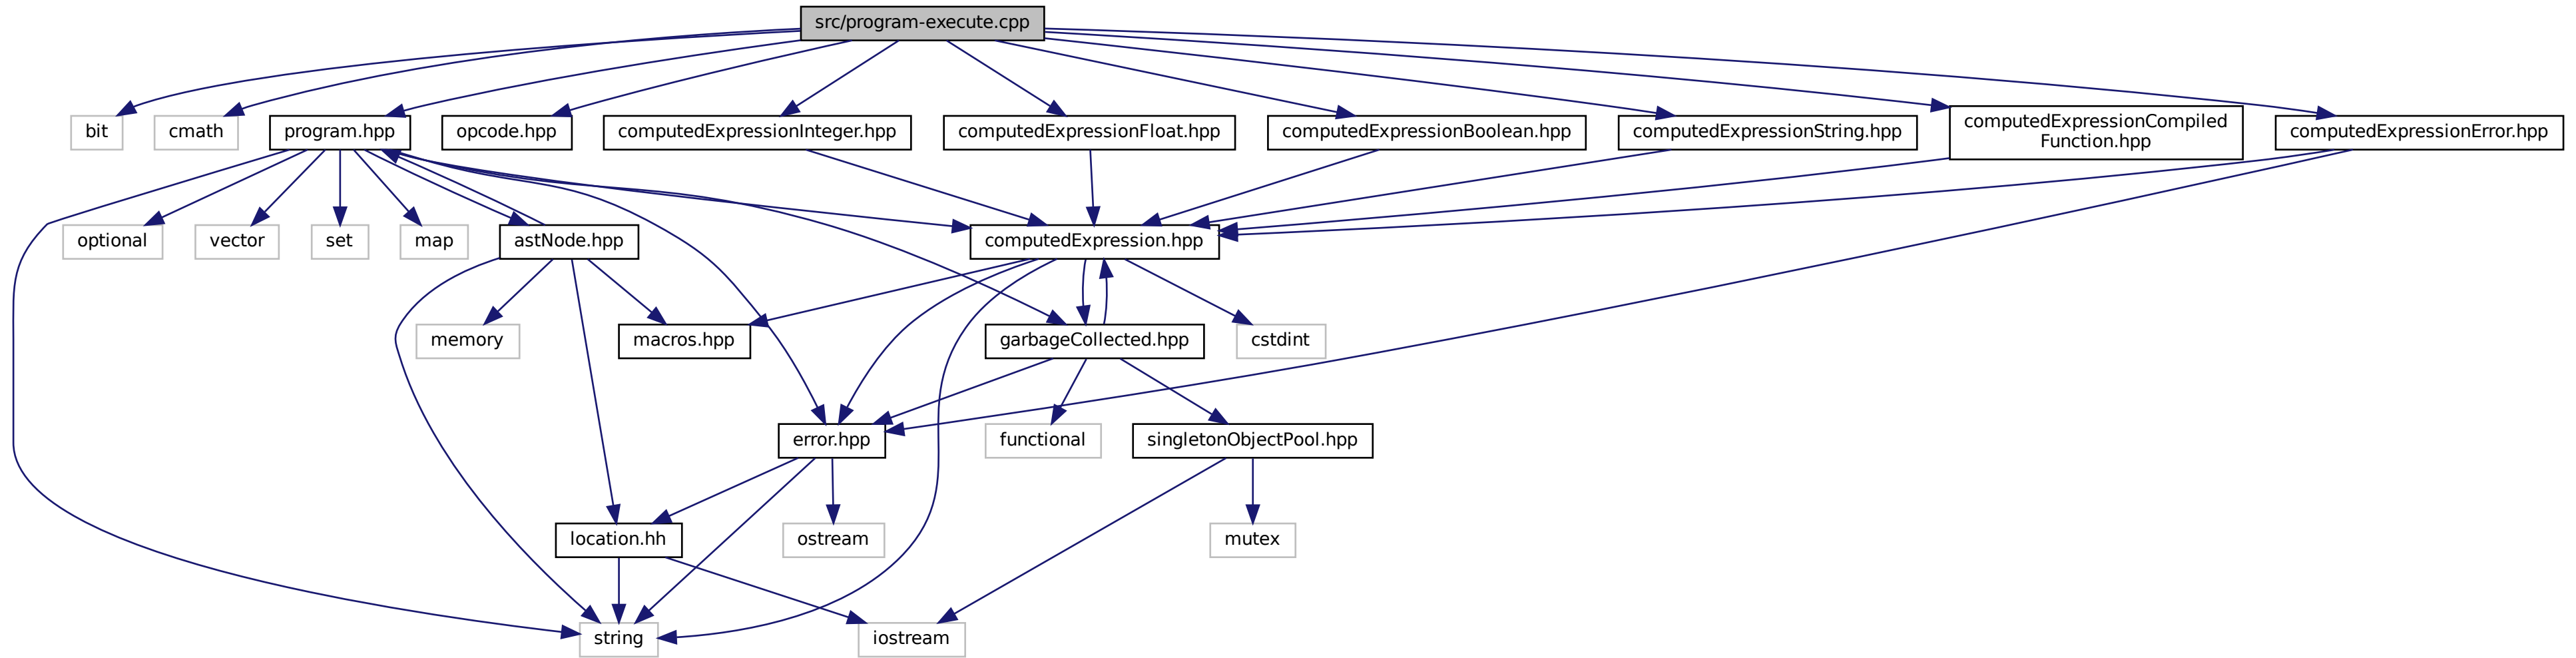 src/program-execute.cpp
bit
cmath
program.hpp
opcode.hpp
computedExpressionInteger.hpp
computedExpressionFloat.hpp
computedExpressionBoolean.hpp
computedExpressionString.hpp
computedExpressionCompiled
Function.hpp
computedExpressionError.hpp
optional
vector
set
map
astNode.hpp
computedExpression.hpp
memory
macros.hpp
garbageCollected.hpp
cstdint
error.hpp
functional
singletonObjectPool.hpp
location.hh
ostream
mutex
string
iostream